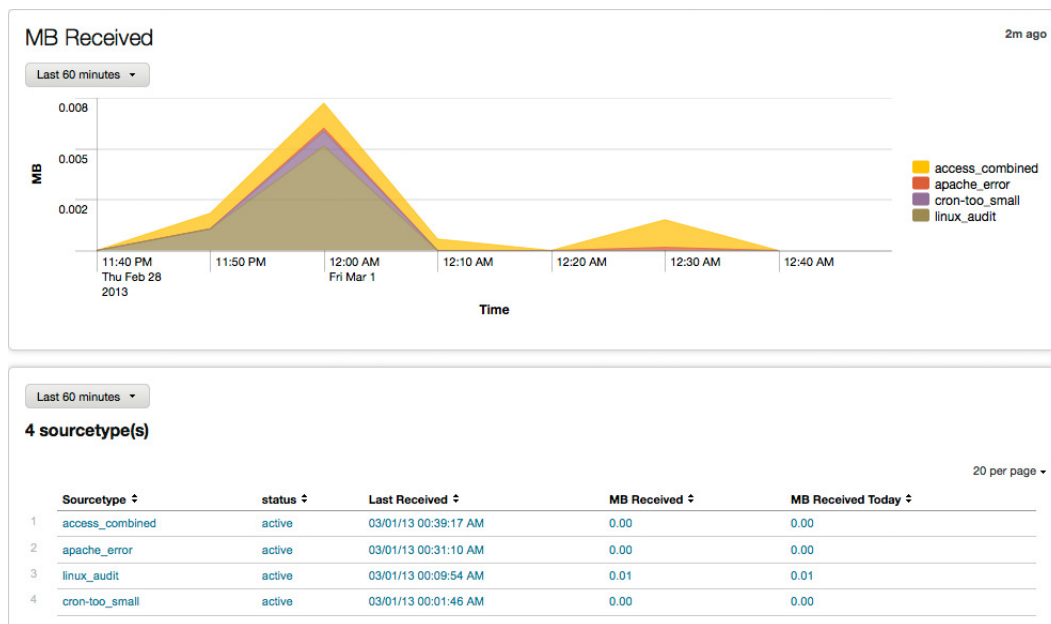 MB Received
2m ago
Last 60 minutes
0.008
0.005
0.002
MB
access_combined
apache_error
cron-too_small
linux_audit
11:40 PM 11:50 PM 12:00 AM 12:10 AM 12:20 AM 12:30 AM 12:40 AM
Thu Feb 28 Fri Mar 1
2013
Time
Last 60 minutes
4 sourcetype(s)
20 per page
Sourcetype status Last Received MB Received MB Received Today
1 access_combined active 03/01/13 00:39:17 AM 0.00 0.00
2 apache_error active 03/01/13 00:31:10 AM 0.00 0.00
3 linux_audit active 03/01/13 00:09:54 AM 0.01 0.01
4 cron-too_small active 03/01/13 00:01:46 AM 0.00 0.00